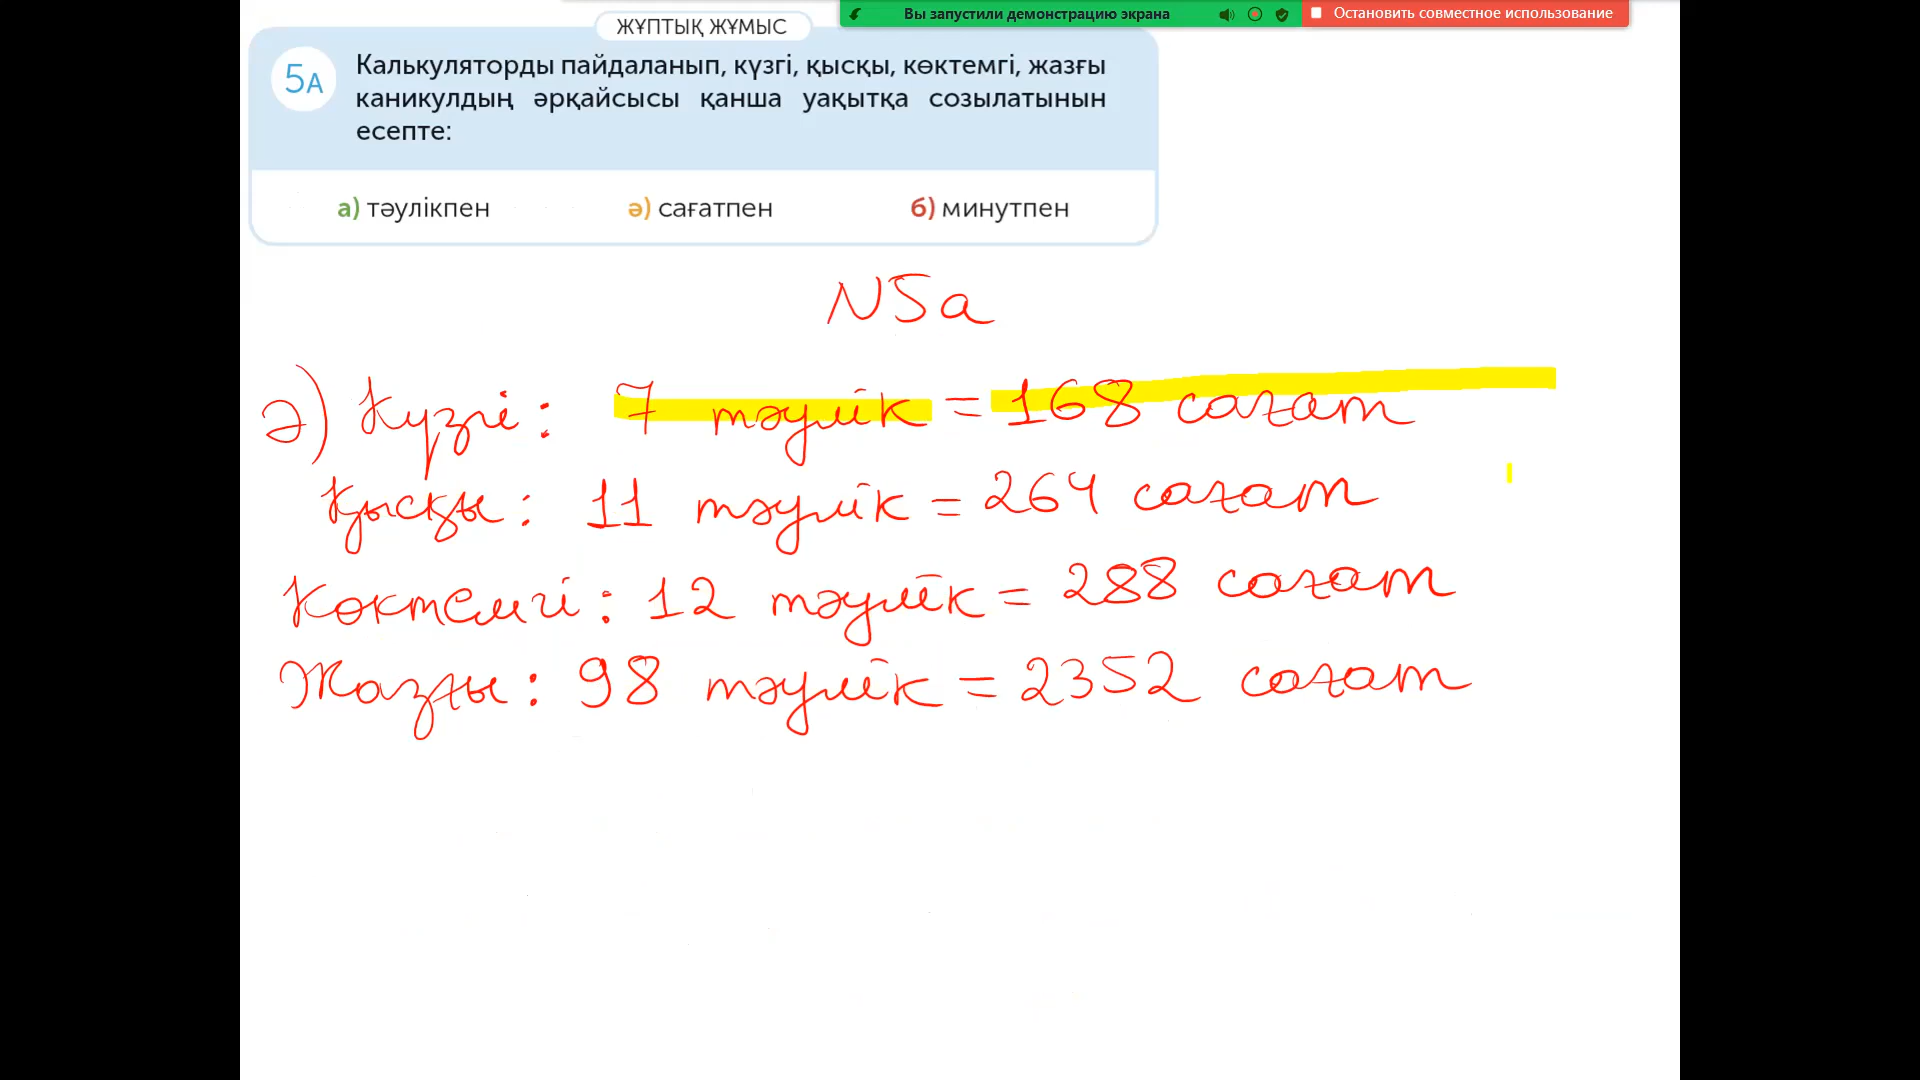 Вы запустили демонстрацию экрана
Остановить совместное использование
ЖҰПТЫҚ ЖҰМЫС
5А
Калькуляторды пайдаланып, күзгі, қысқы, көктемгі, жазғы
каникулдың әрқайсысы қанша уақытқа созылатынын
есепте:
а) тәулікпен ә) сағатпен б) минутпен
N5а
Ә) Күзгі: 7 тәулік = 168 сағат
Қысқы: 11 тәулік = 264 сағат
Көктемгі: 12 тәулік = 288 сағат
Жазғы: 98 тәулік = 2352 сағат